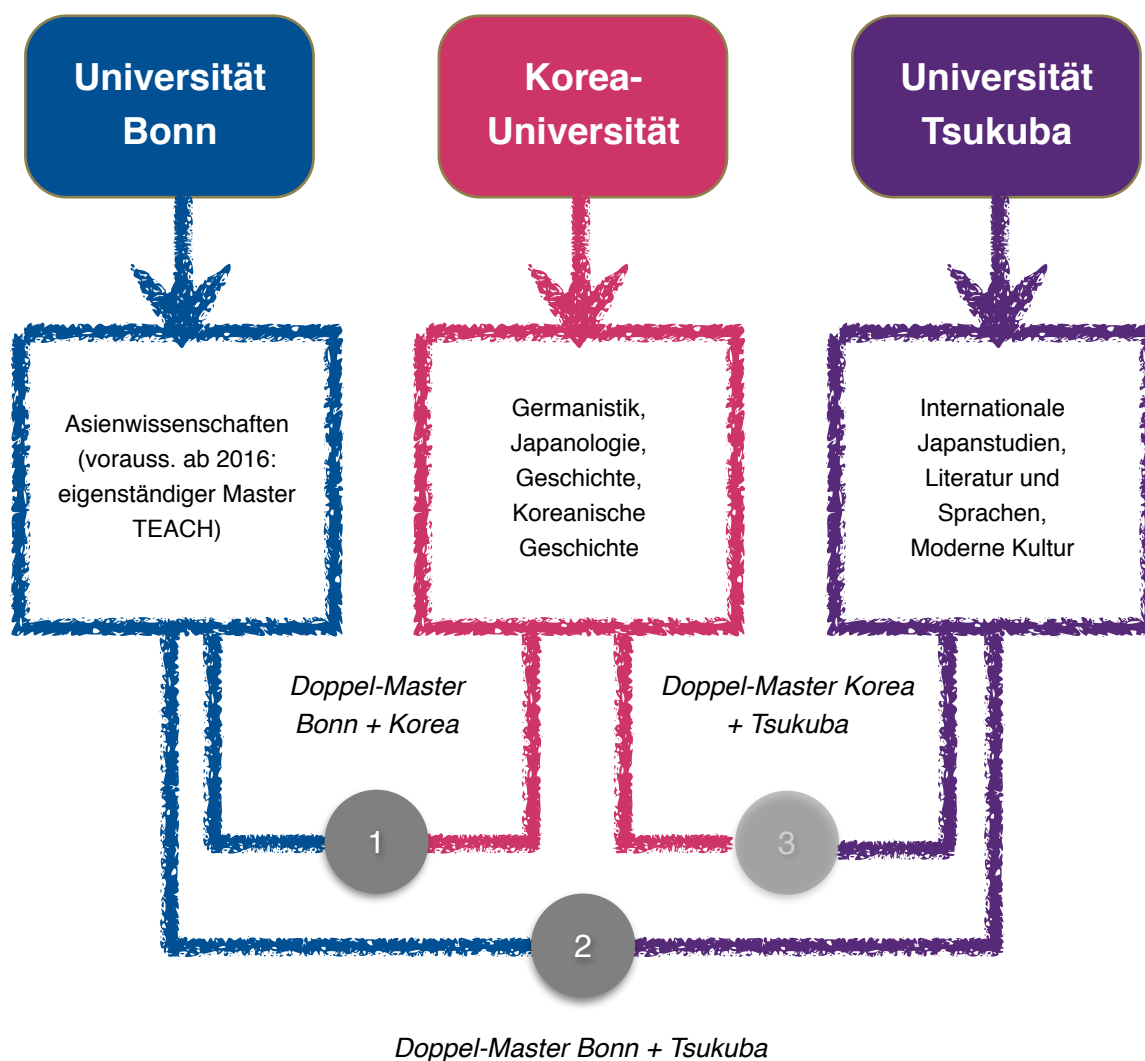 Universität
Bonn
Korea-
Universität
Universität
Tsukuba
Asienwissenschaften
(vorauss. ab 2016:
eigenständiger Master
TEACH)
Germanistik,
Japanologie,
Geschichte,
Koreanische
Geschichte
Internationale
Japanstudien,
Literatur und
Sprachen,
Moderne Kultur
Doppel-Master
Bonn + Korea
Doppel-Master Korea
+ Tsukuba
1
3
2
Doppel-Master Bonn + Tsukuba